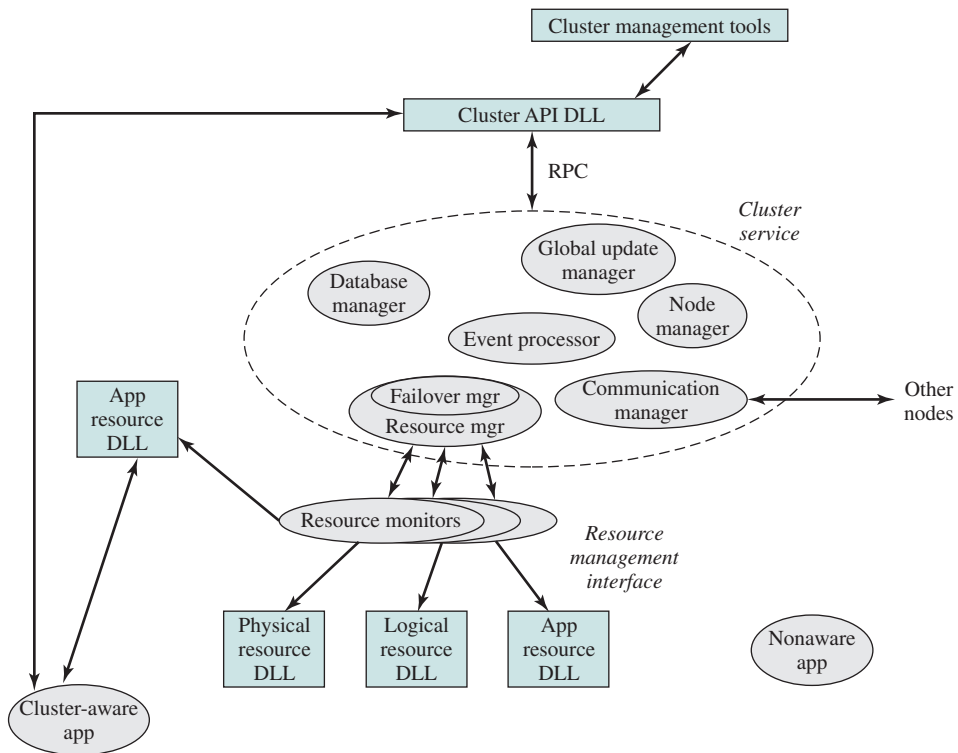 Cluster management tools
Cluster API DLL
RPC
Cluster
service
Global update
manager
Database
manager
Node
manager
Event processor
Failover mgr
Resource mgr
Communication
manager
Other
nodes
App
resource
DLL
Resource monitors
Resource
management
interface
Physical
resource
DLL
Logical
resource
DLL
App
resource
DLL
Nonaware
app
Cluster-aware
app